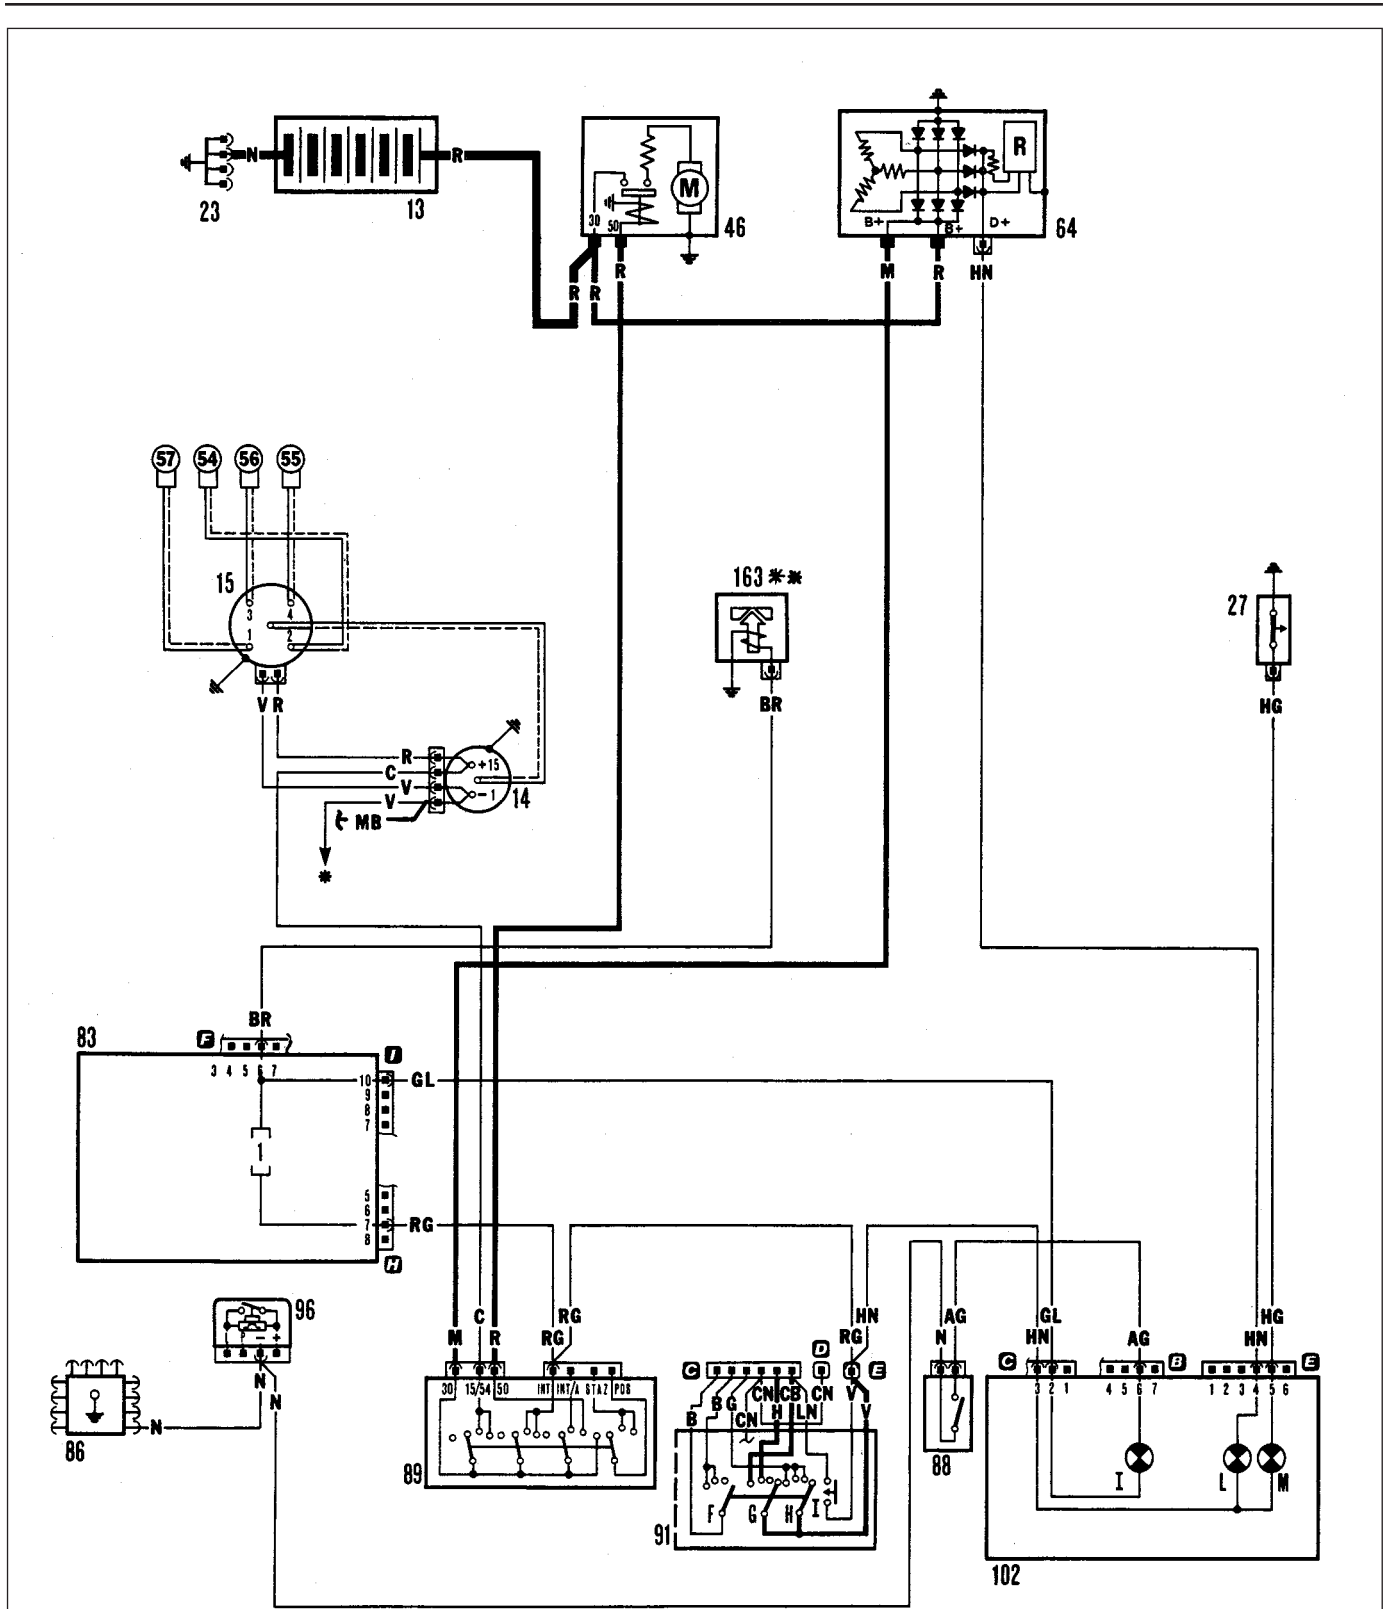 N
R
23
13
30
50
M
46
R
B+
B+
D+
64
R
R
R
M
R
HN
57
54
56
55
15
3
4
1
2
V R
163 **
BR
27
HG
R
C
V
V
MB
+15
-1
14
*
BR
83
F
3 4 5 6 7
I
10
9
8
7
GL
1
5
6
7
8
RG
H
96
- +
N
N
86
N
M
C
R
RG
RG
30
15/54
50
INT
INT/A
STAZ
POS
89
C
D
E
HN
RG
B
B
G
CN
CN
H
CB
LN
CN
V
V
F
G
H
I
91
N
AG
88
HN
GL
AG
HN
HG
C
B
E
3 2 1
4 5 6 7
1 2 3 4 5 6
I
L
M
102